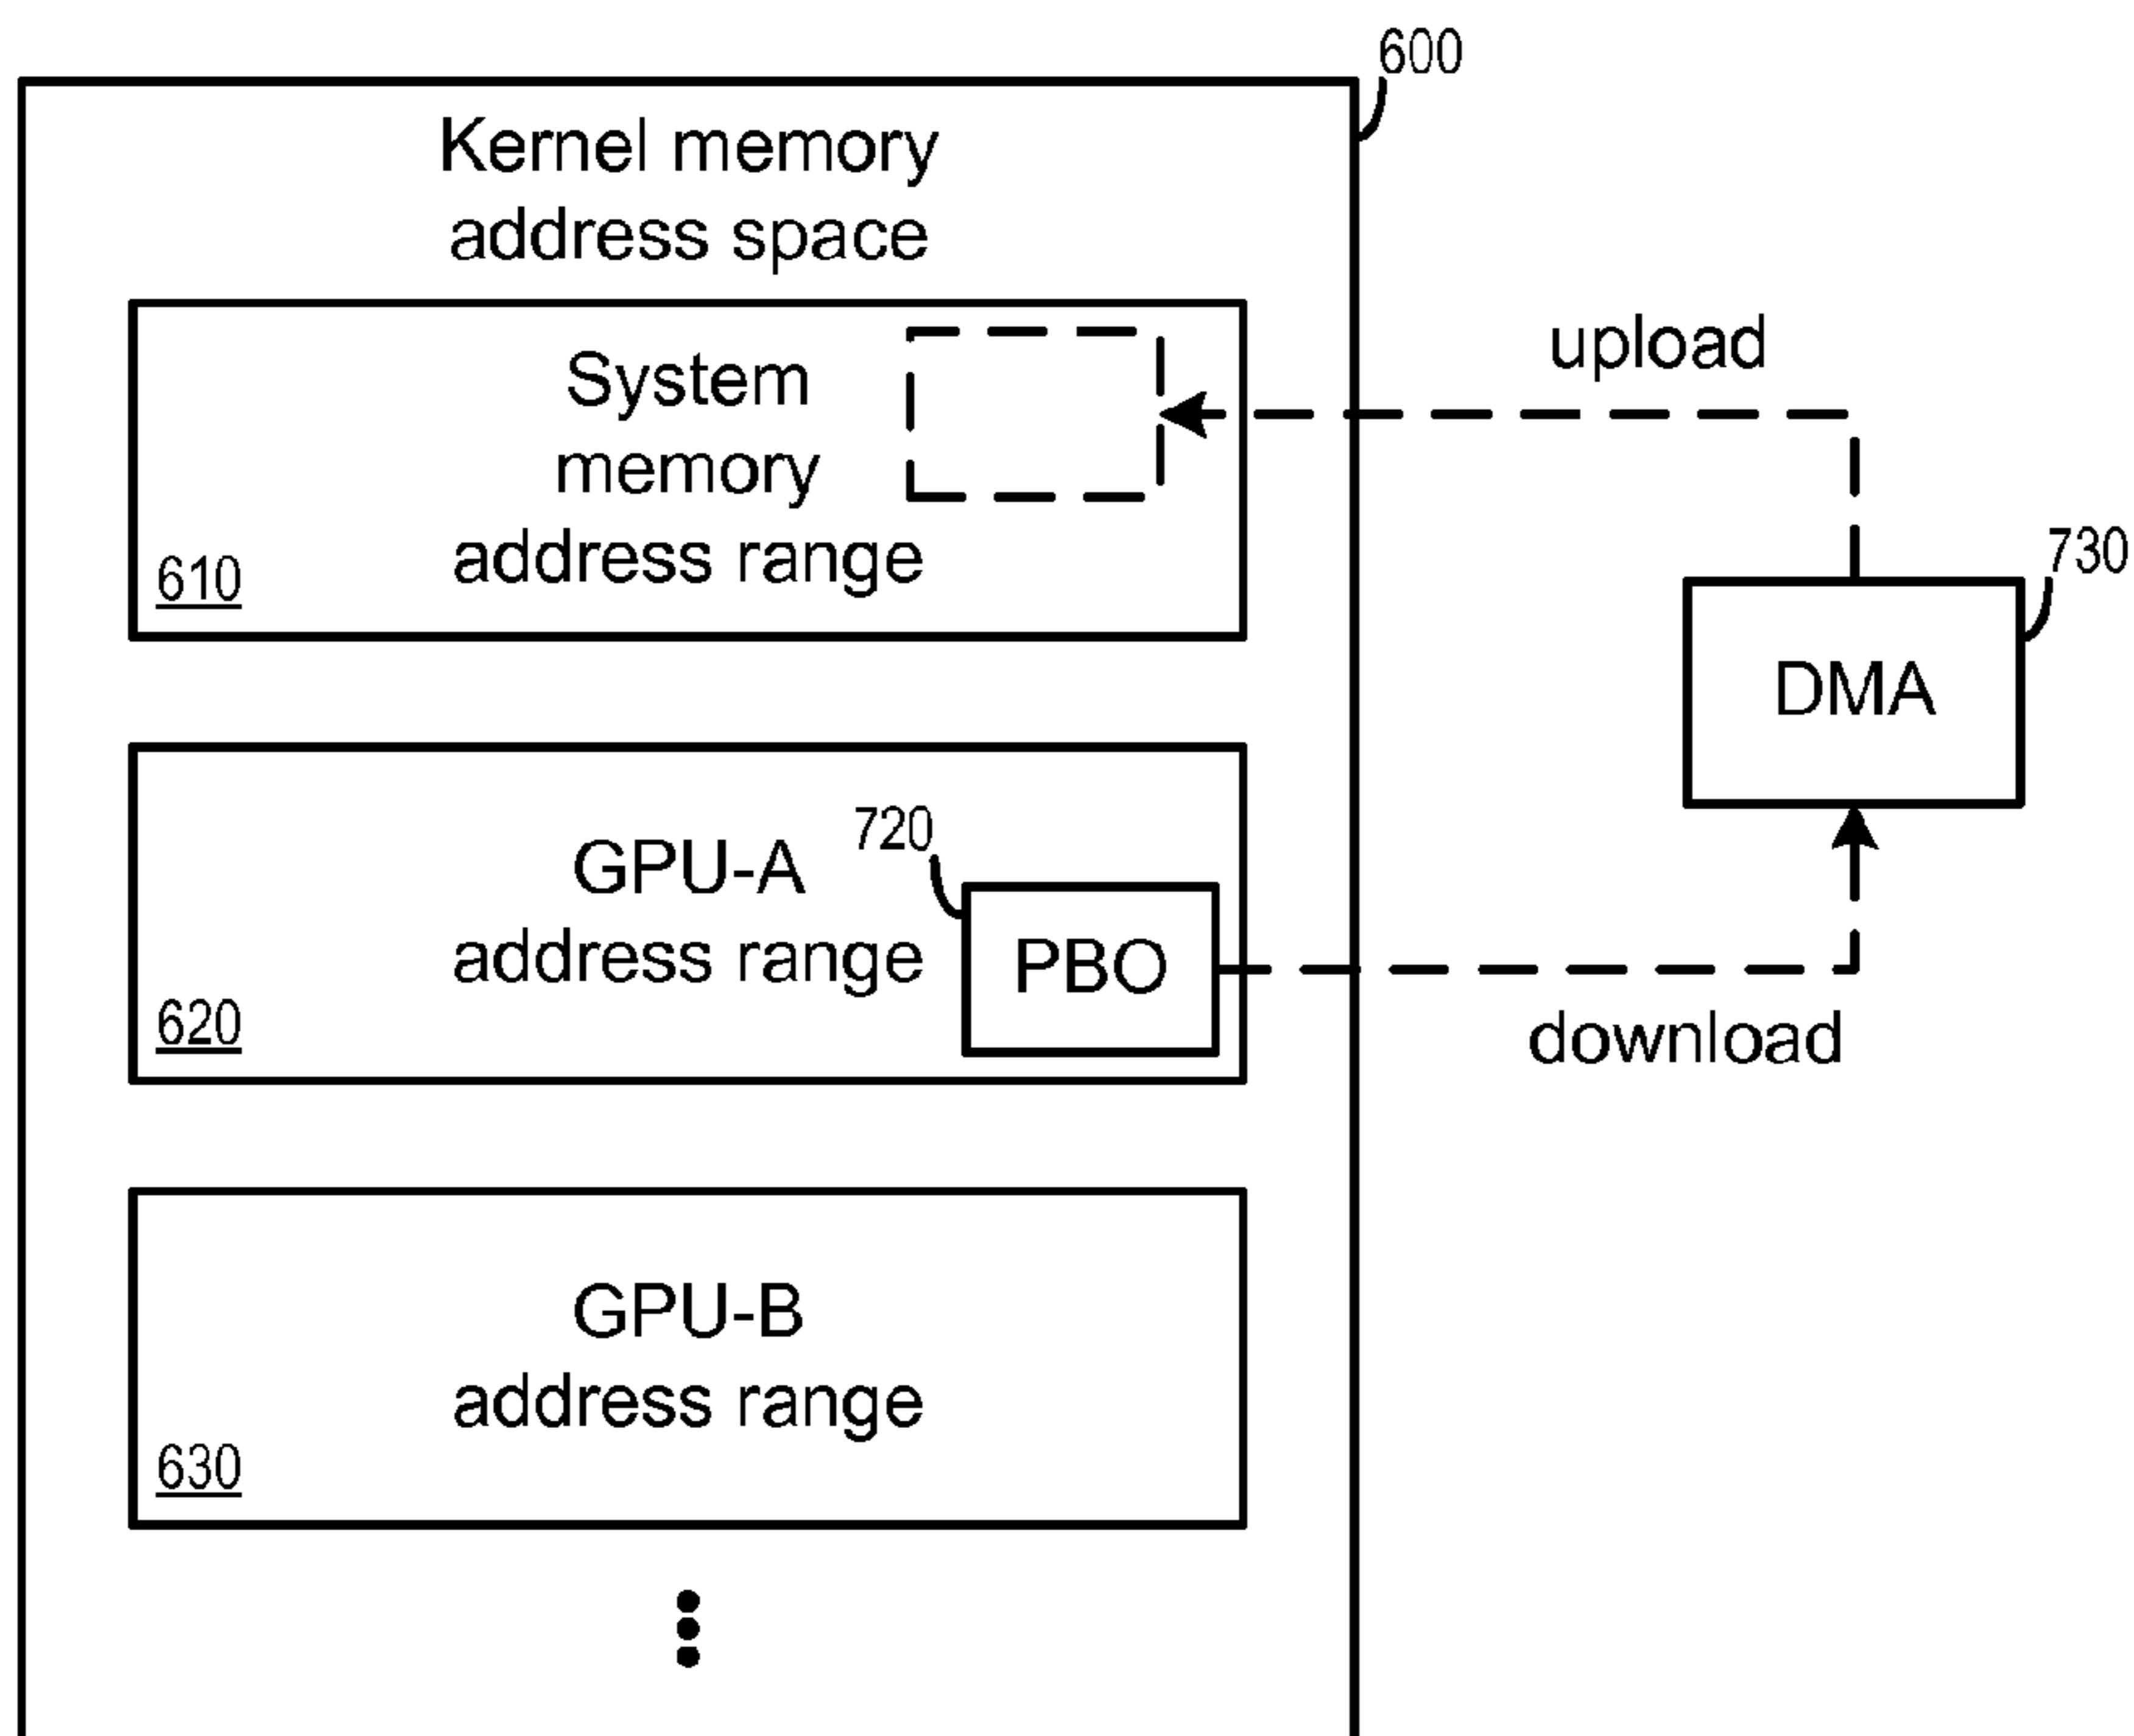 600
Kernel memory
address space
System
memory
address range
610
upload
730
DMA
720
GPU-A
address range
PBO
620
download
GPU-B
address range
630